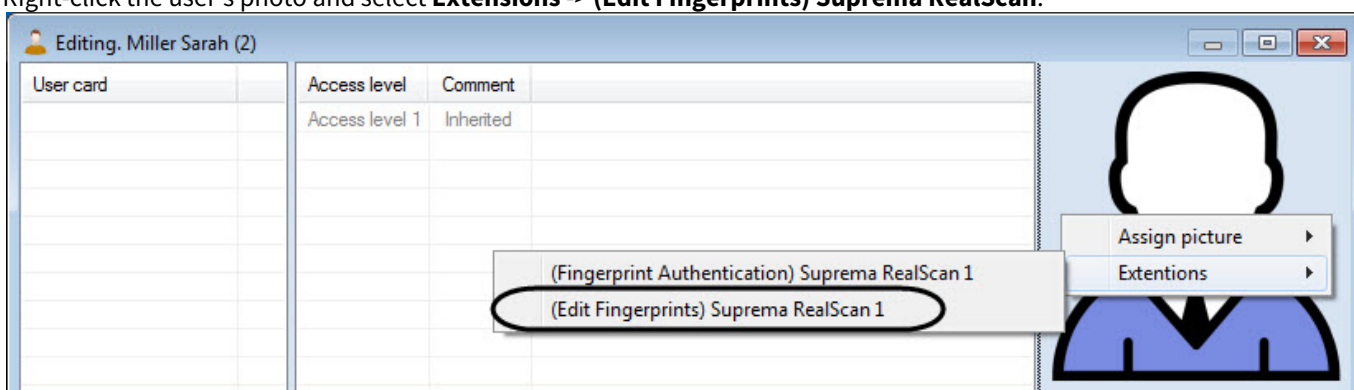 Right-click the user's photo and select Extensions -> (Edit Fingerprints) Suprema RealScan.
Editing. Miller Sarah (2)
User card
Access level Comment
Access level 1 Inherited
Assign picture
(Fingerprint Authentication) Suprema RealScan 1
Extentions
(Edit Fingerprints) Suprema RealScan 1